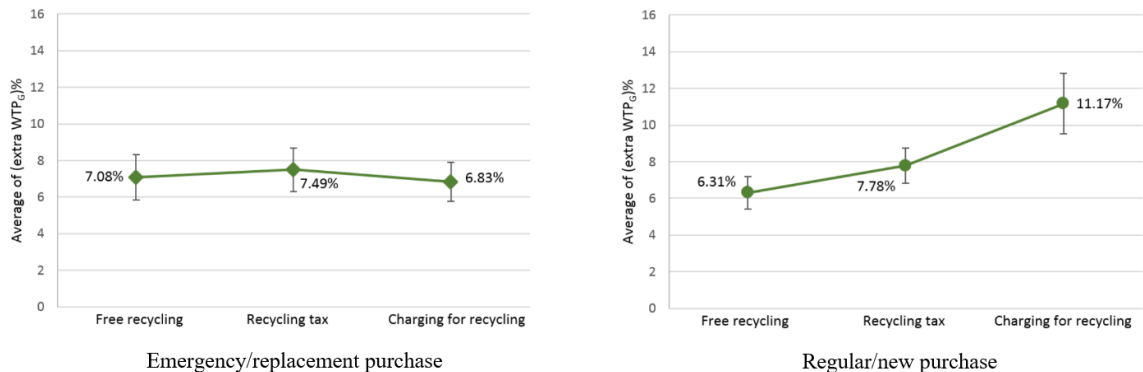 Average of (extra WTP_G)%
16
14
12
10
8
6
4
2
0
7.08%
7.49%
6.83%
Free recycling
Recycling tax
Charging for recycling
Emergency/replacement purchase
Average of (extra WTP_G)%
16
14
12
10
8
6
4
2
0
6.31%
7.78%
11.17%
Free recycling
Recycling tax
Charging for recycling
Regular/new purchase